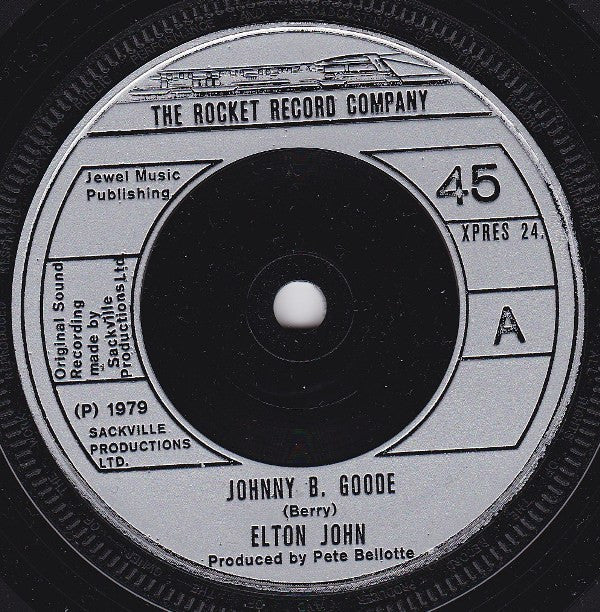 THE ROCKET RECORD COMPANY
Jewel Music
Publishing
45
XPRES 24.
Original Sound
Recording
made by
Sackville
Productions Ltd.
A
(P) 1979
SACKVILLE
PRODUCTIONS
LTD.
JOHNNY B. GOODE
(Berry)
ELTON JOHN
Produced by Pete Bellotte